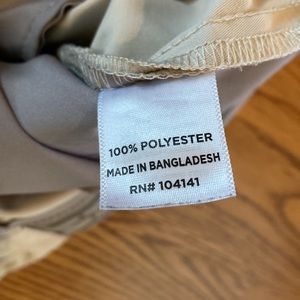 100% POLYESTER
MADE IN BANGLADESH
RN# 104141